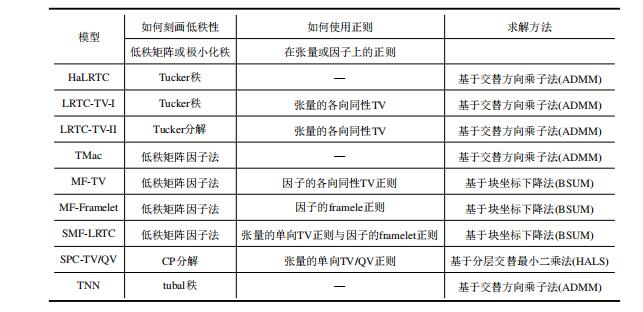 模型 如何刻画低秩性 如何使用正则 求解方法
低秩矩阵或极小化秩 在张量或因子上的正则
HaLRTC Tucker秩 — 基于交替方向乘子法(ADMM)
LRTC-TV-I Tucker秩 张量的各向同性TV 基于交替方向乘子法(ADMM)
LRTC-TV-II Tucker分解 张量的各向同性TV 基于交替方向乘子法(ADMM)
TMac 低秩矩阵因子法 — 基于交替方向乘子法(ADMM)
MF-TV 低秩矩阵因子法 因子的各向同性TV正则 基于块坐标下降法(BSUM)
MF-Framelet 低秩矩阵因子法 因子的framele正则 基于块坐标下降法(BSUM)
SMF-LRTC 低秩矩阵因子法 张量的单向TV正则与因子的framelet正则 基于块坐标下降法(BSUM)
SPC-TV/QV CP分解 张量的单向TV/QV正则 基于分层交替最小二乘法(HALS)
TNN tubal秩 — 基于交替方向乘子法(ADMM)